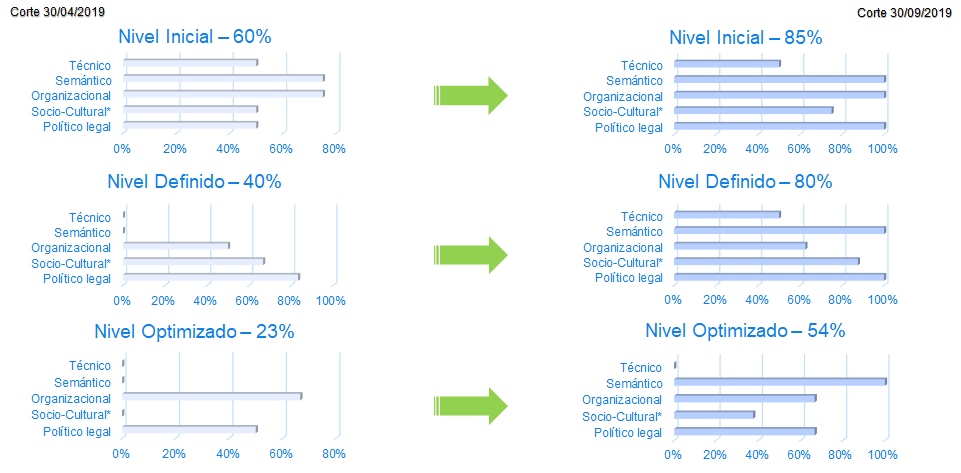 Corte 30/04/2019
Corte 30/09/2019
Nivel Inicial – 60%
Técnico
Semántico
Organizacional
Socio-Cultural*
Político legal
0% 20% 40% 60% 80%
Nivel Inicial – 85%
Técnico
Semántico
Organizacional
Socio-Cultural*
Político legal
0% 20% 40% 60% 80% 100%
Nivel Definido – 40%
Técnico
Semántico
Organizacional
Socio-Cultural*
Político legal
0% 20% 40% 60% 80% 100%
Nivel Definido – 80%
Técnico
Semántico
Organizacional
Socio-Cultural*
Político legal
0% 20% 40% 60% 80% 100%
Nivel Optimizado – 23%
Técnico
Semántico
Organizacional
Socio-Cultural*
Político legal
0% 20% 40% 60% 80%
Nivel Optimizado – 54%
Técnico
Semántico
Organizacional
Socio-Cultural*
Político legal
0% 20% 40% 60% 80% 100%